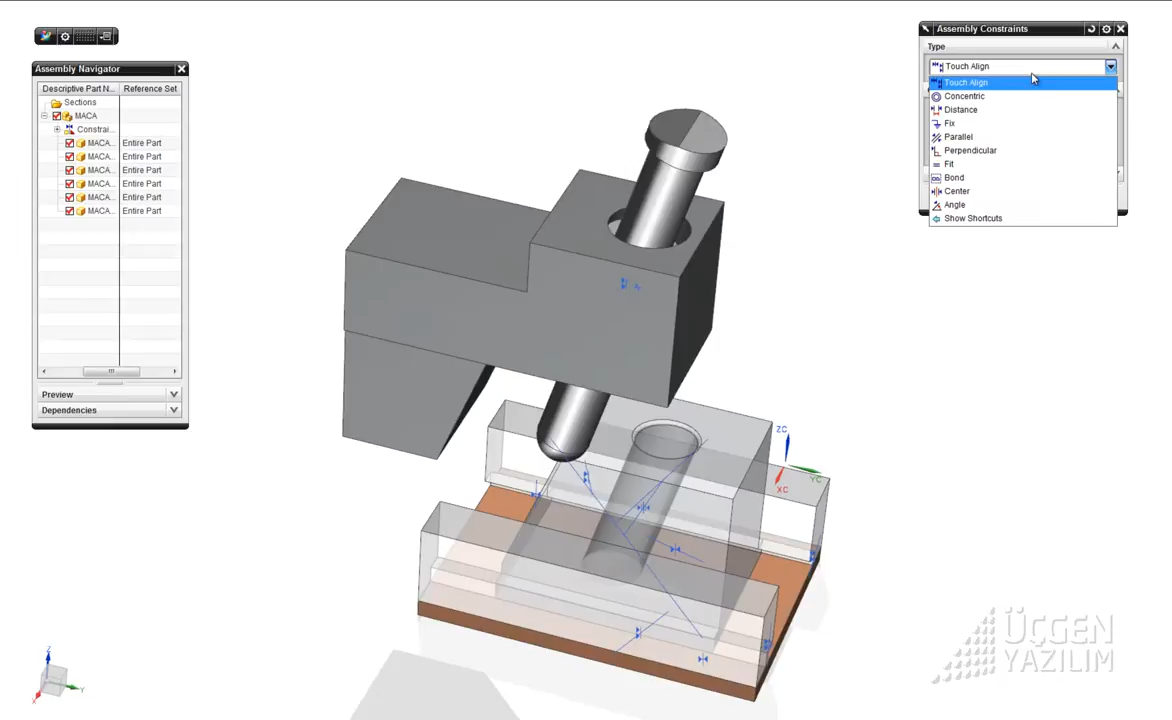 Assembly Navigator
Descriptive Part N... Reference Set
Sections
MACA
Constrai...
MACA... Entire Part
MACA... Entire Part
MACA... Entire Part
MACA... Entire Part
MACA... Entire Part
MACA... Entire Part
Preview
Dependencies
Assembly Constraints
Type
Touch Align
Touch Align
Concentric
Distance
Fix
Parallel
Perpendicular
Fit
Bond
Center
Angle
Show Shortcuts
ZC
YC
XC
Z
Y
X
ÜÇGEN
YAZILIM